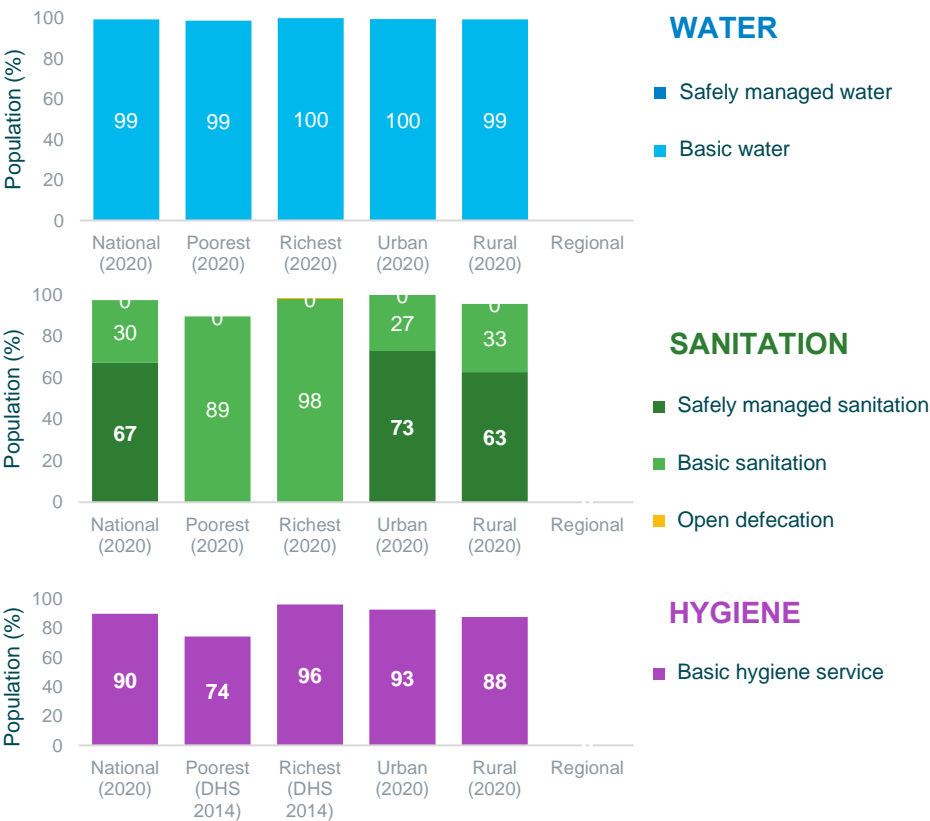 WATER
Population (%)
100
80
60
40
20
0
99
99
100
100
99
National
(2020)
Poorest
(2020)
Richest
(2020)
Urban
(2020)
Rural
(2020)
Regional
Safely managed water
Basic water
SANITATION
Population (%)
100
80
60
40
20
0
0
30
67
0
89
0
98
0
27
73
0
33
63
National
(2020)
Poorest
(2020)
Richest
(2020)
Urban
(2020)
Rural
(2020)
Regional
Safely managed sanitation
Basic sanitation
Open defecation
HYGIENE
Population (%)
100
80
60
40
20
0
90
74
96
93
88
National
(2020)
Poorest
(DHS
2014)
Richest
(DHS
2014)
Urban
(2020)
Rural
(2020)
Regional
Basic hygiene service